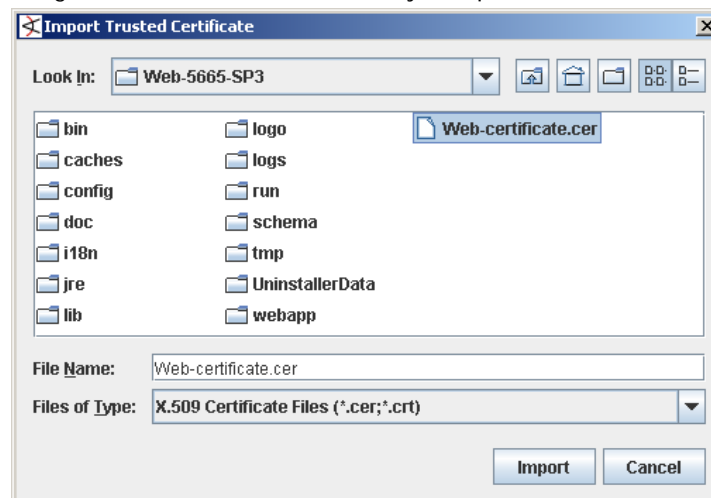 Import Trusted Certificate
Look In: Web-5665-SP3
bin logo Web-certificate.cer
caches logs
config run
doc schema
i18n tmp
jre UninstallerData
lib webapp
File Name: Web-certificate.cer
Files of Type: X.509 Certificate Files (*.cer;*.crt)
Import Cancel